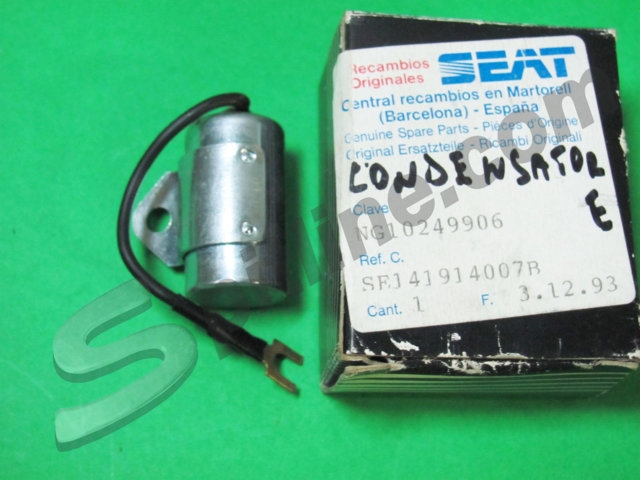 Recambios
Originales
SEAT
Central recambios en Martorell
(Barcelona) - España
Genuine Spare Parts - Pièces d'Origine
Original Ersatzteile - Ricambi Originali
CONDENSATOR
E
Clave
NG10249906
Ref. C.
SE141914007B
Cant. 1 F. 3.12.93